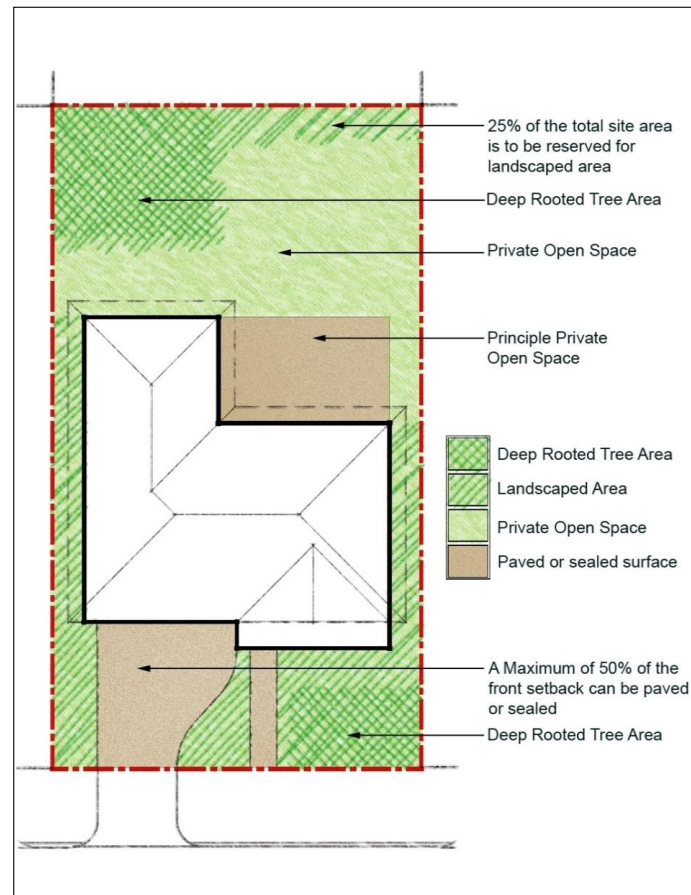 25% of the total site area
is to be reserved for
landscaped area
Deep Rooted Tree Area
Private Open Space
Principle Private
Open Space
Deep Rooted Tree Area
Landscaped Area
Private Open Space
Paved or sealed surface
A Maximum of 50% of the
front setback can be paved
or sealed
Deep Rooted Tree Area